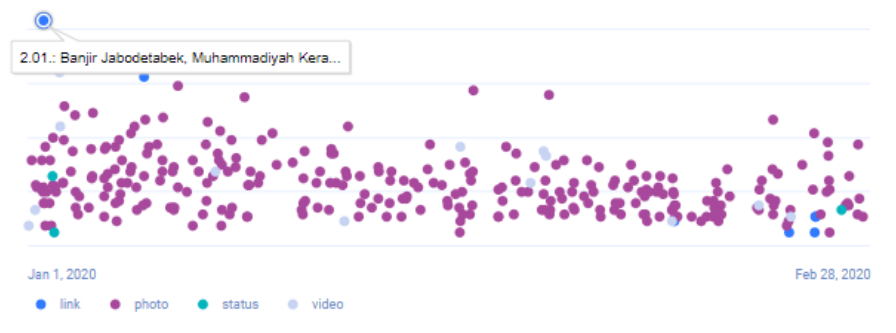 2.01.: Banjir Jabodetabek, Muhammadiyah Kera...
Jan 1, 2020 Feb 28, 2020
link photo status video